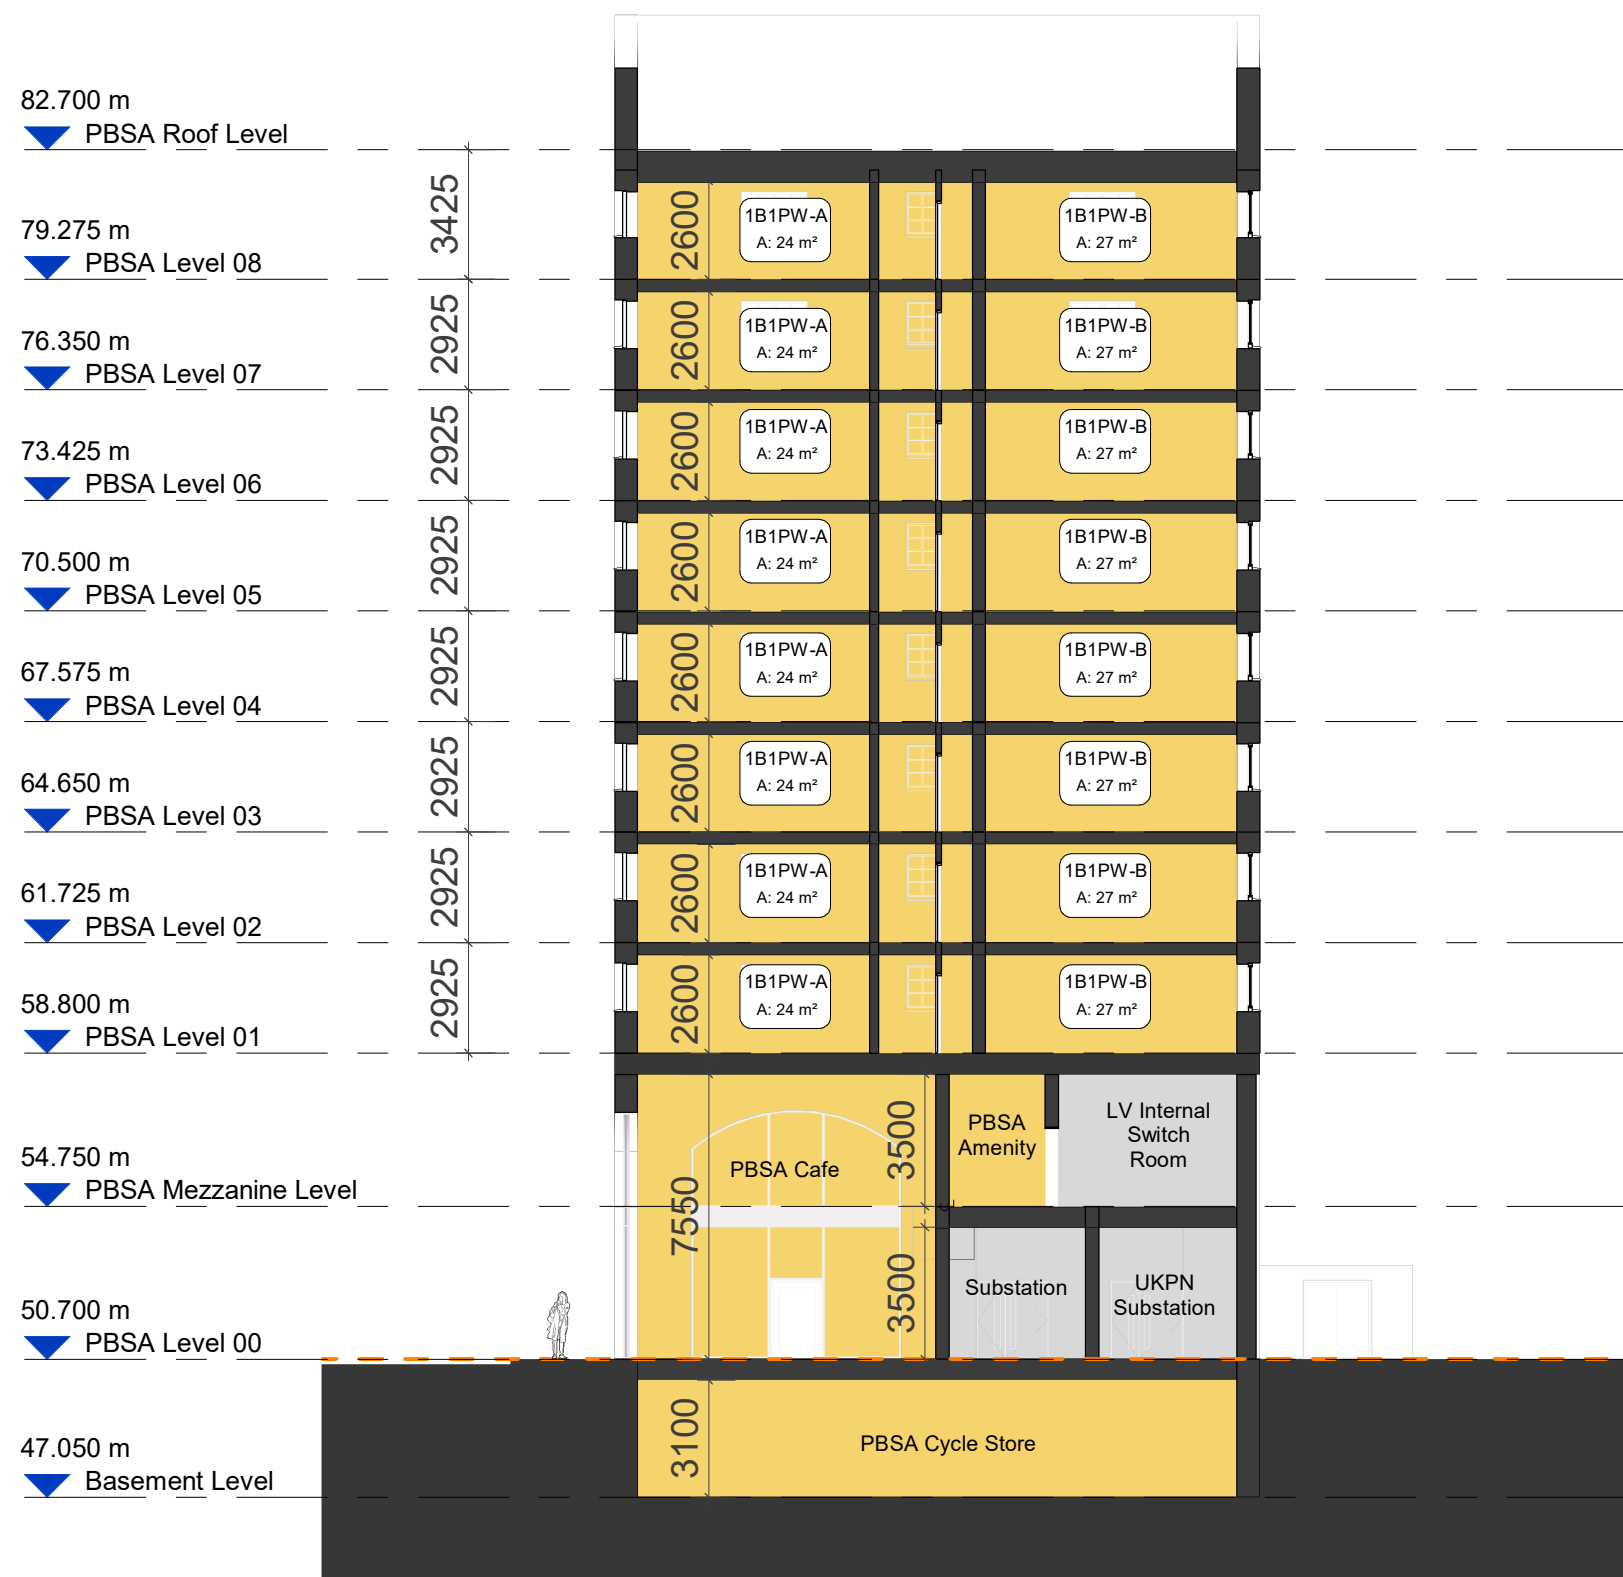 82.700 m
PBSA Roof Level
3425
2600
1B1PW-A
A: 24 m²
1B1PW-B
A: 27 m²
79.275 m
PBSA Level 08
2925
2600
1B1PW-A
A: 24 m²
1B1PW-B
A: 27 m²
76.350 m
PBSA Level 07
2925
2600
1B1PW-A
A: 24 m²
1B1PW-B
A: 27 m²
73.425 m
PBSA Level 06
2925
2600
1B1PW-A
A: 24 m²
1B1PW-B
A: 27 m²
70.500 m
PBSA Level 05
2925
2600
1B1PW-A
A: 24 m²
1B1PW-B
A: 27 m²
67.575 m
PBSA Level 04
2925
2600
1B1PW-A
A: 24 m²
1B1PW-B
A: 27 m²
64.650 m
PBSA Level 03
2925
2600
1B1PW-A
A: 24 m²
1B1PW-B
A: 27 m²
61.725 m
PBSA Level 02
2925
2600
1B1PW-A
A: 24 m²
1B1PW-B
A: 27 m²
58.800 m
PBSA Level 01
7550
PBSA Cafe
3500
PBSA
Amenity
LV Internal
Switch
Room
54.750 m
PBSA Mezzanine Level
3500
Substation
UKPN
Substation
50.700 m
PBSA Level 00
3100
PBSA Cycle Store
47.050 m
Basement Level